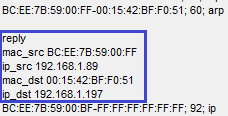 BC:EE:7B:59:00:FF-00:15:42:BF:F0:51; 60; arp
reply
mac_src BC:EE:7B:59:00:FF
ip_src 192.168.1.89
mac_dst 00:15:42:BF:F0:51
ip_dst 192.168.1.197
BC:EE:7B:59:00:FF-FF:FF:FF:FF:FF:FF; 92; ip